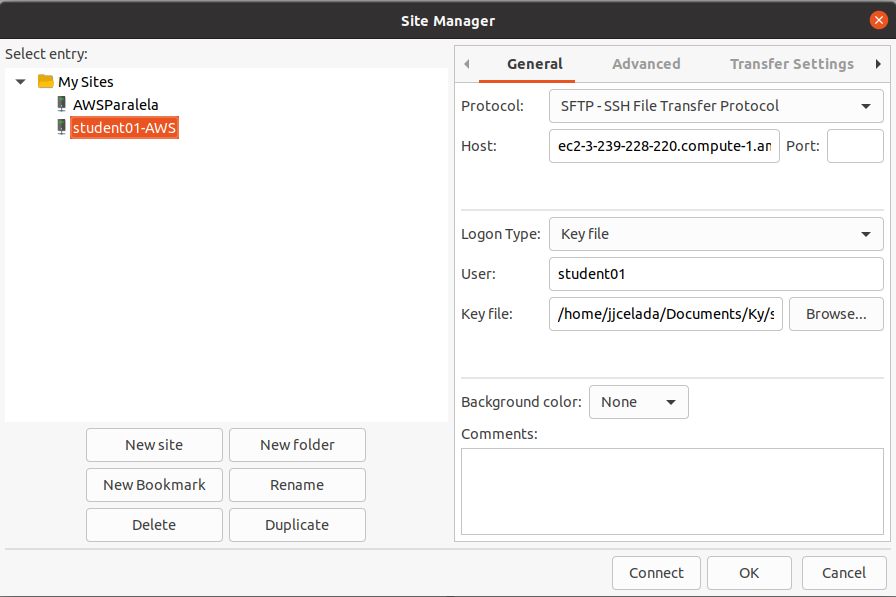 Site Manager
Select entry:
My Sites
AWSParalela
student01-AWS
New site
New folder
New Bookmark
Rename
Delete
Duplicate
General
Advanced
Transfer Settings
Protocol:
SFTP - SSH File Transfer Protocol
Host:
ec2-3-239-228-220.compute-1.an
Port:
Logon Type:
Key file
User:
student01
Key file:
/home/jjcelada/Documents/Ky/s
Browse...
Background color:
None
Comments:
Connect
OK
Cancel